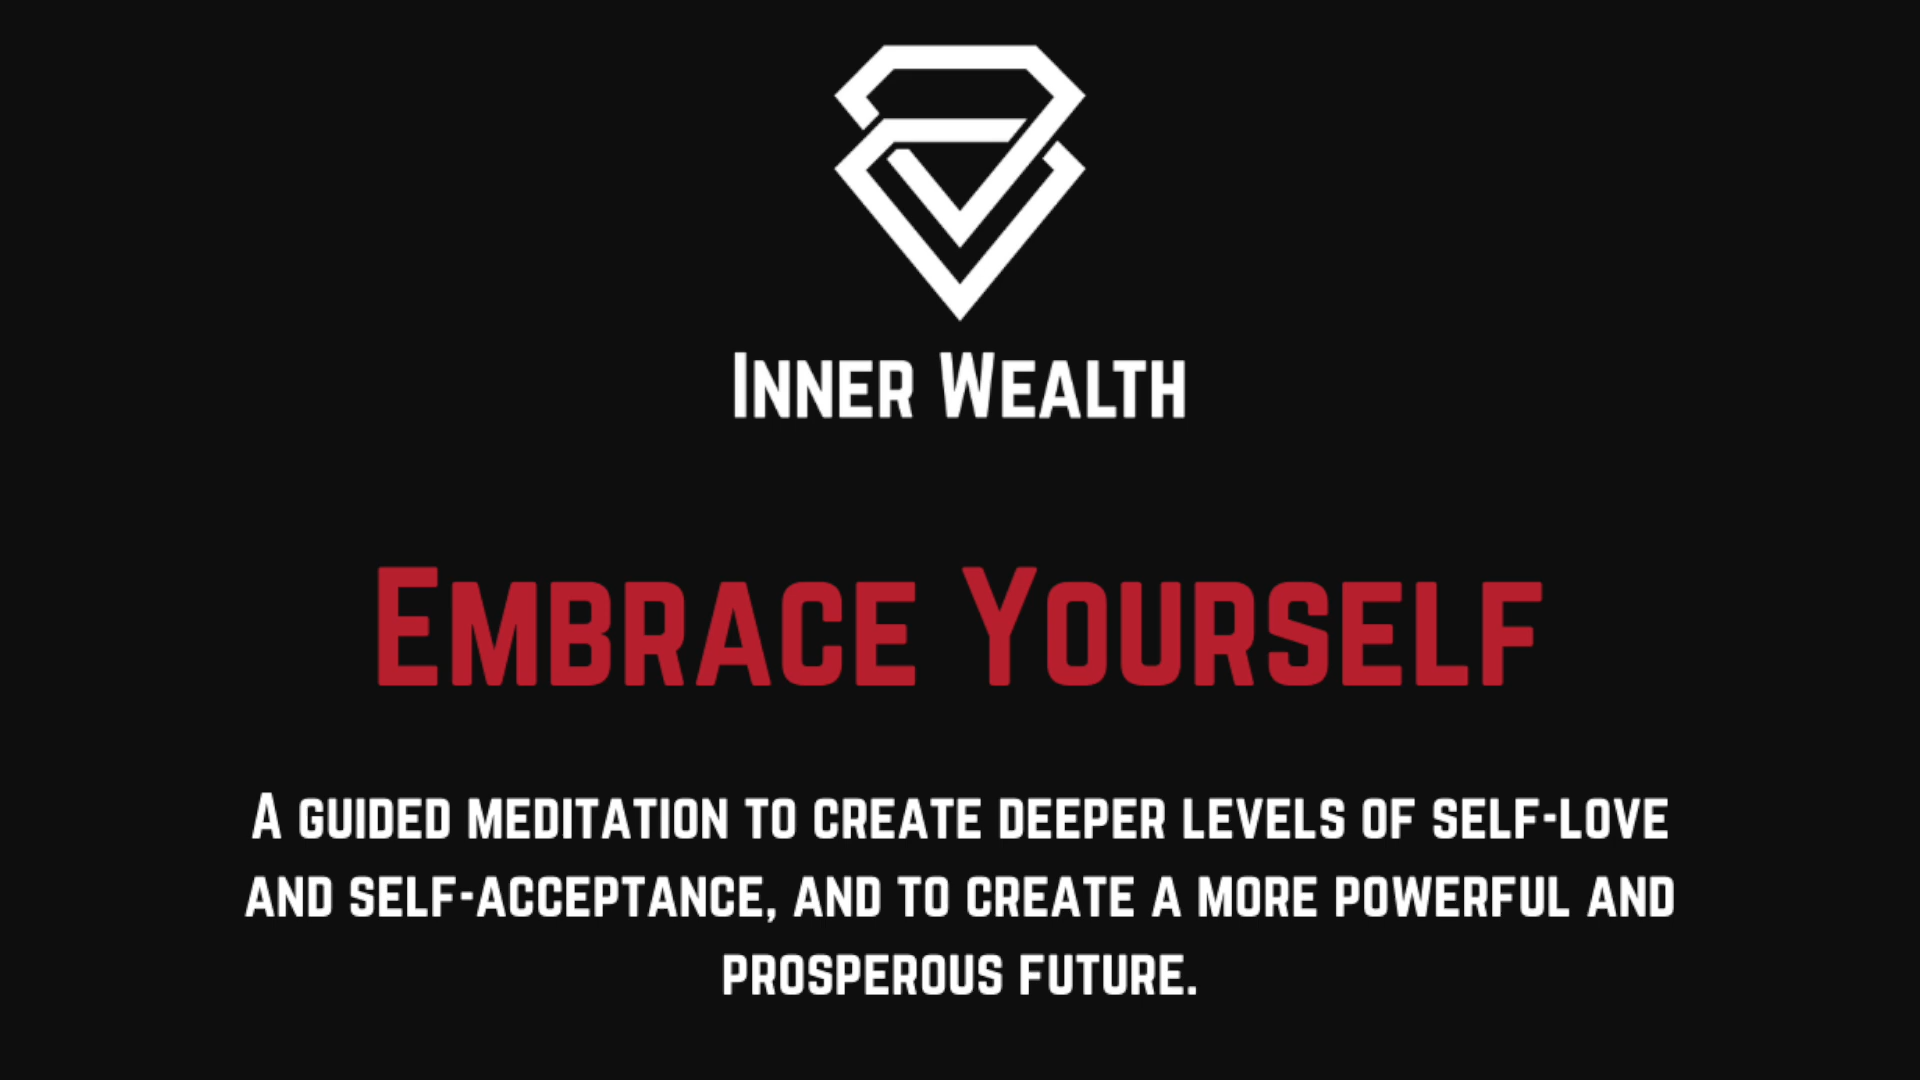 Inner Wealth
Embrace Yourself
A guided meditation to create deeper levels of self-love
and self-acceptance, and to create a more powerful and
prosperous future.